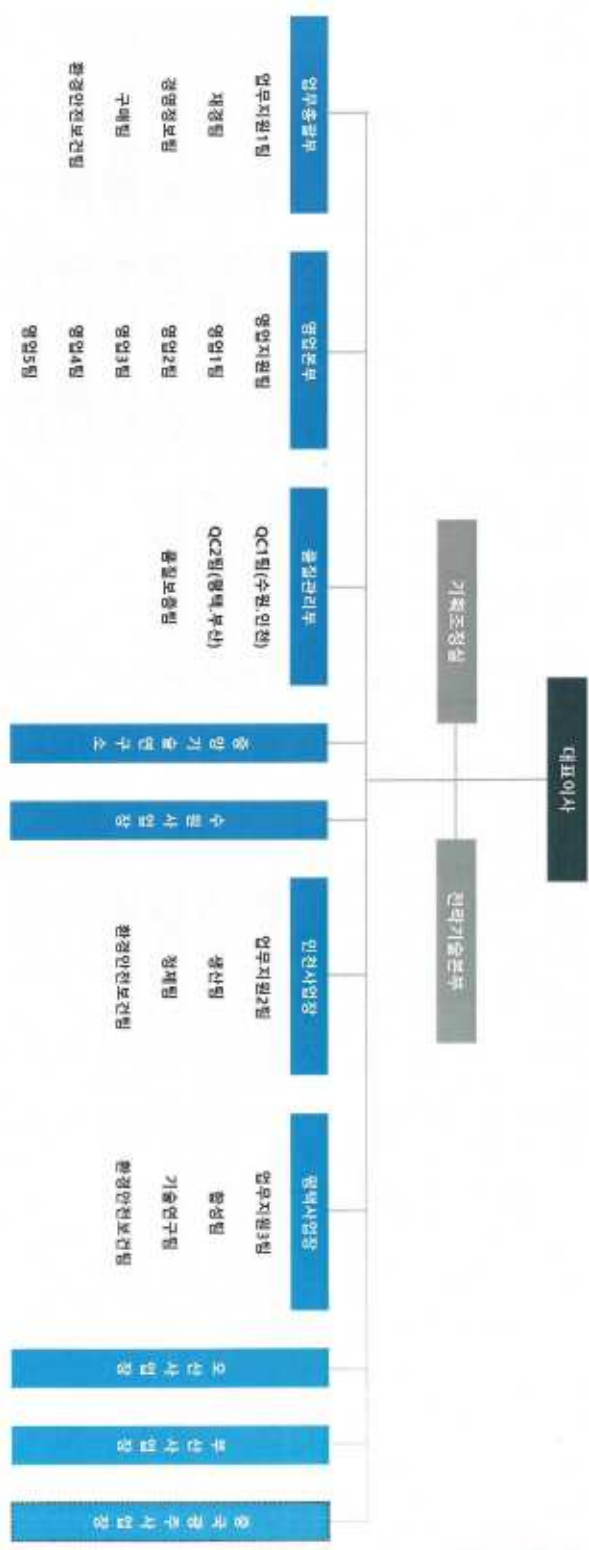 대표이사
기획조정실
전략기술본부
업무총괄부
업무지원1팀
재경팀
경영정보팀
구매팀
환경안전보건팀
영업본부
영업지원팀
영업1팀
영업2팀
영업3팀
영업4팀
영업5팀
품질관리부
QC1팀(수원,인천)
QC2팀(평택,부산)
품질보증팀
중앙기술연구소
수원사업장
인천사업장
업무지원2팀
생산팀
정제팀
환경안전보건팀
평택사업장
업무지원3팀
합성팀
기술연구팀
환경안전보건팀
오산사업장
부산사업장
중국광주사업장